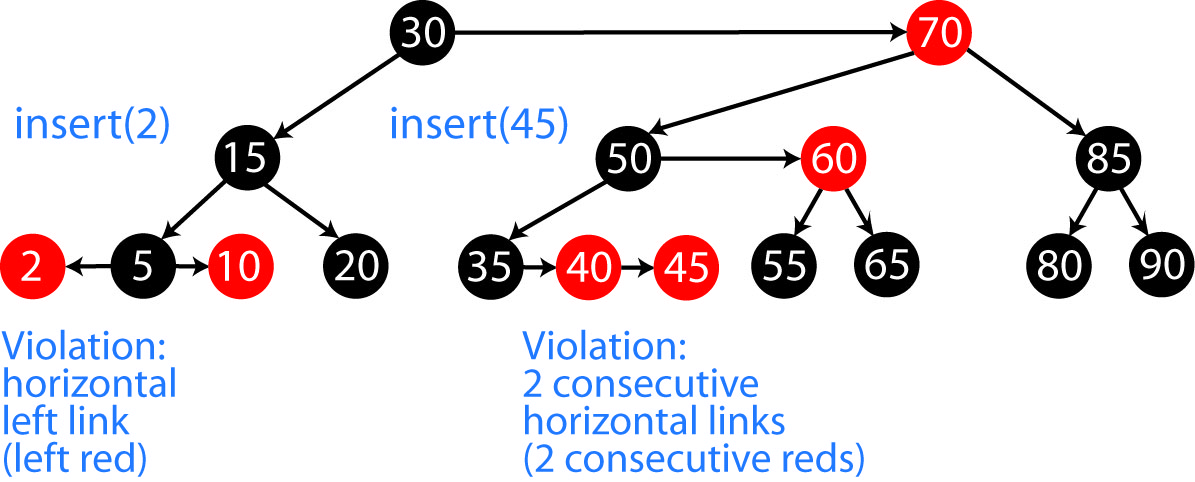 30 70
insert(2) insert(45)
15 50 60 85
2 5 10 20 35 40 45 55 65 80 90
Violation:
horizontal
left link
(left red)
Violation:
2 consecutive
horizontal links
(2 consecutive reds)